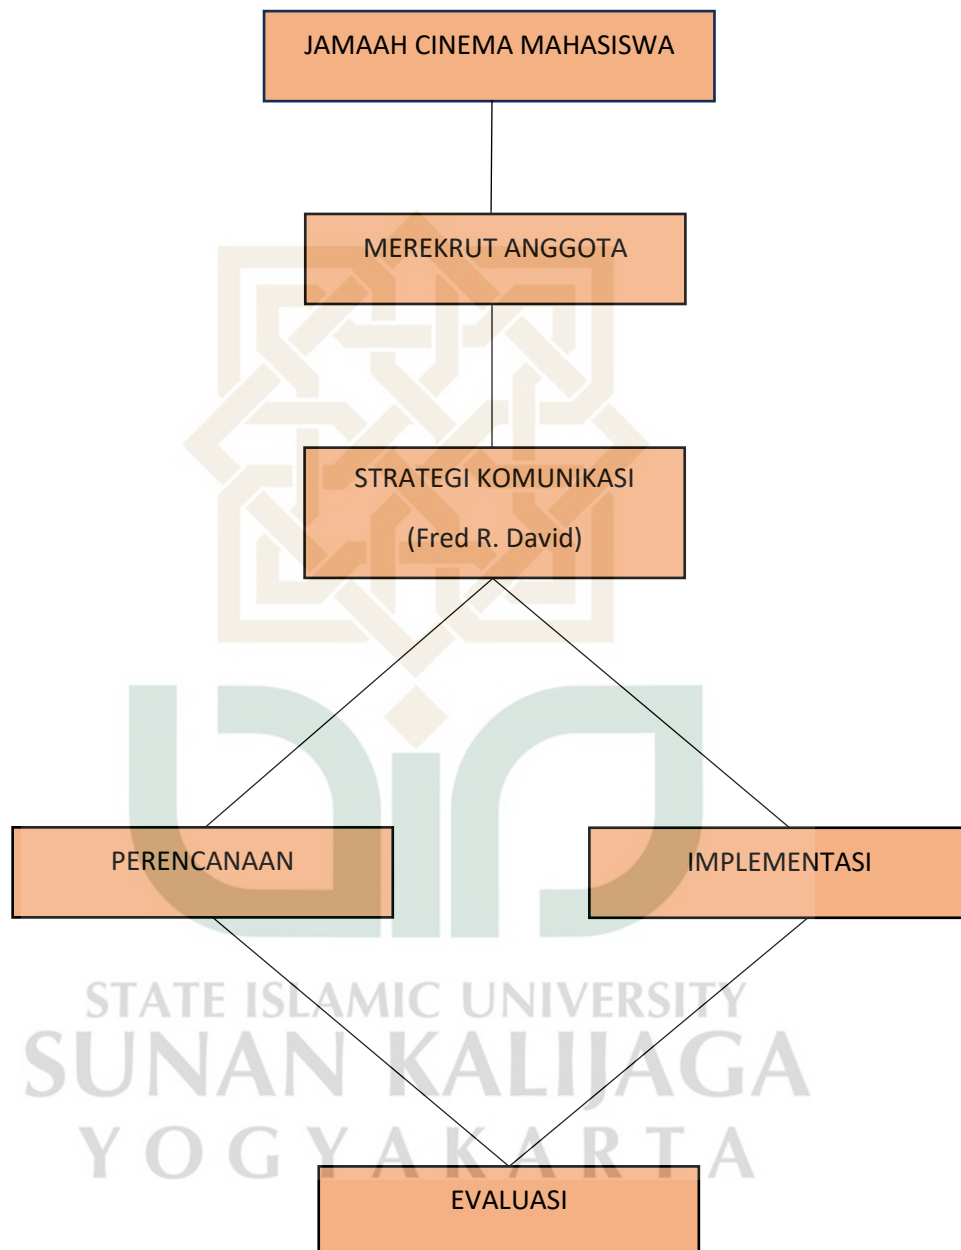 JAMAAH CINEMA MAHASISWA
MEREKRUT ANGGOTA
STRATEGI KOMUNIKASI
(Fred R. David)
PERENCANAAN
IMPLEMENTASI
STATE ISLAMIC UNIVERSITY
SUNAN KALIJAGA
YOGYAKARTA
EVALUASI